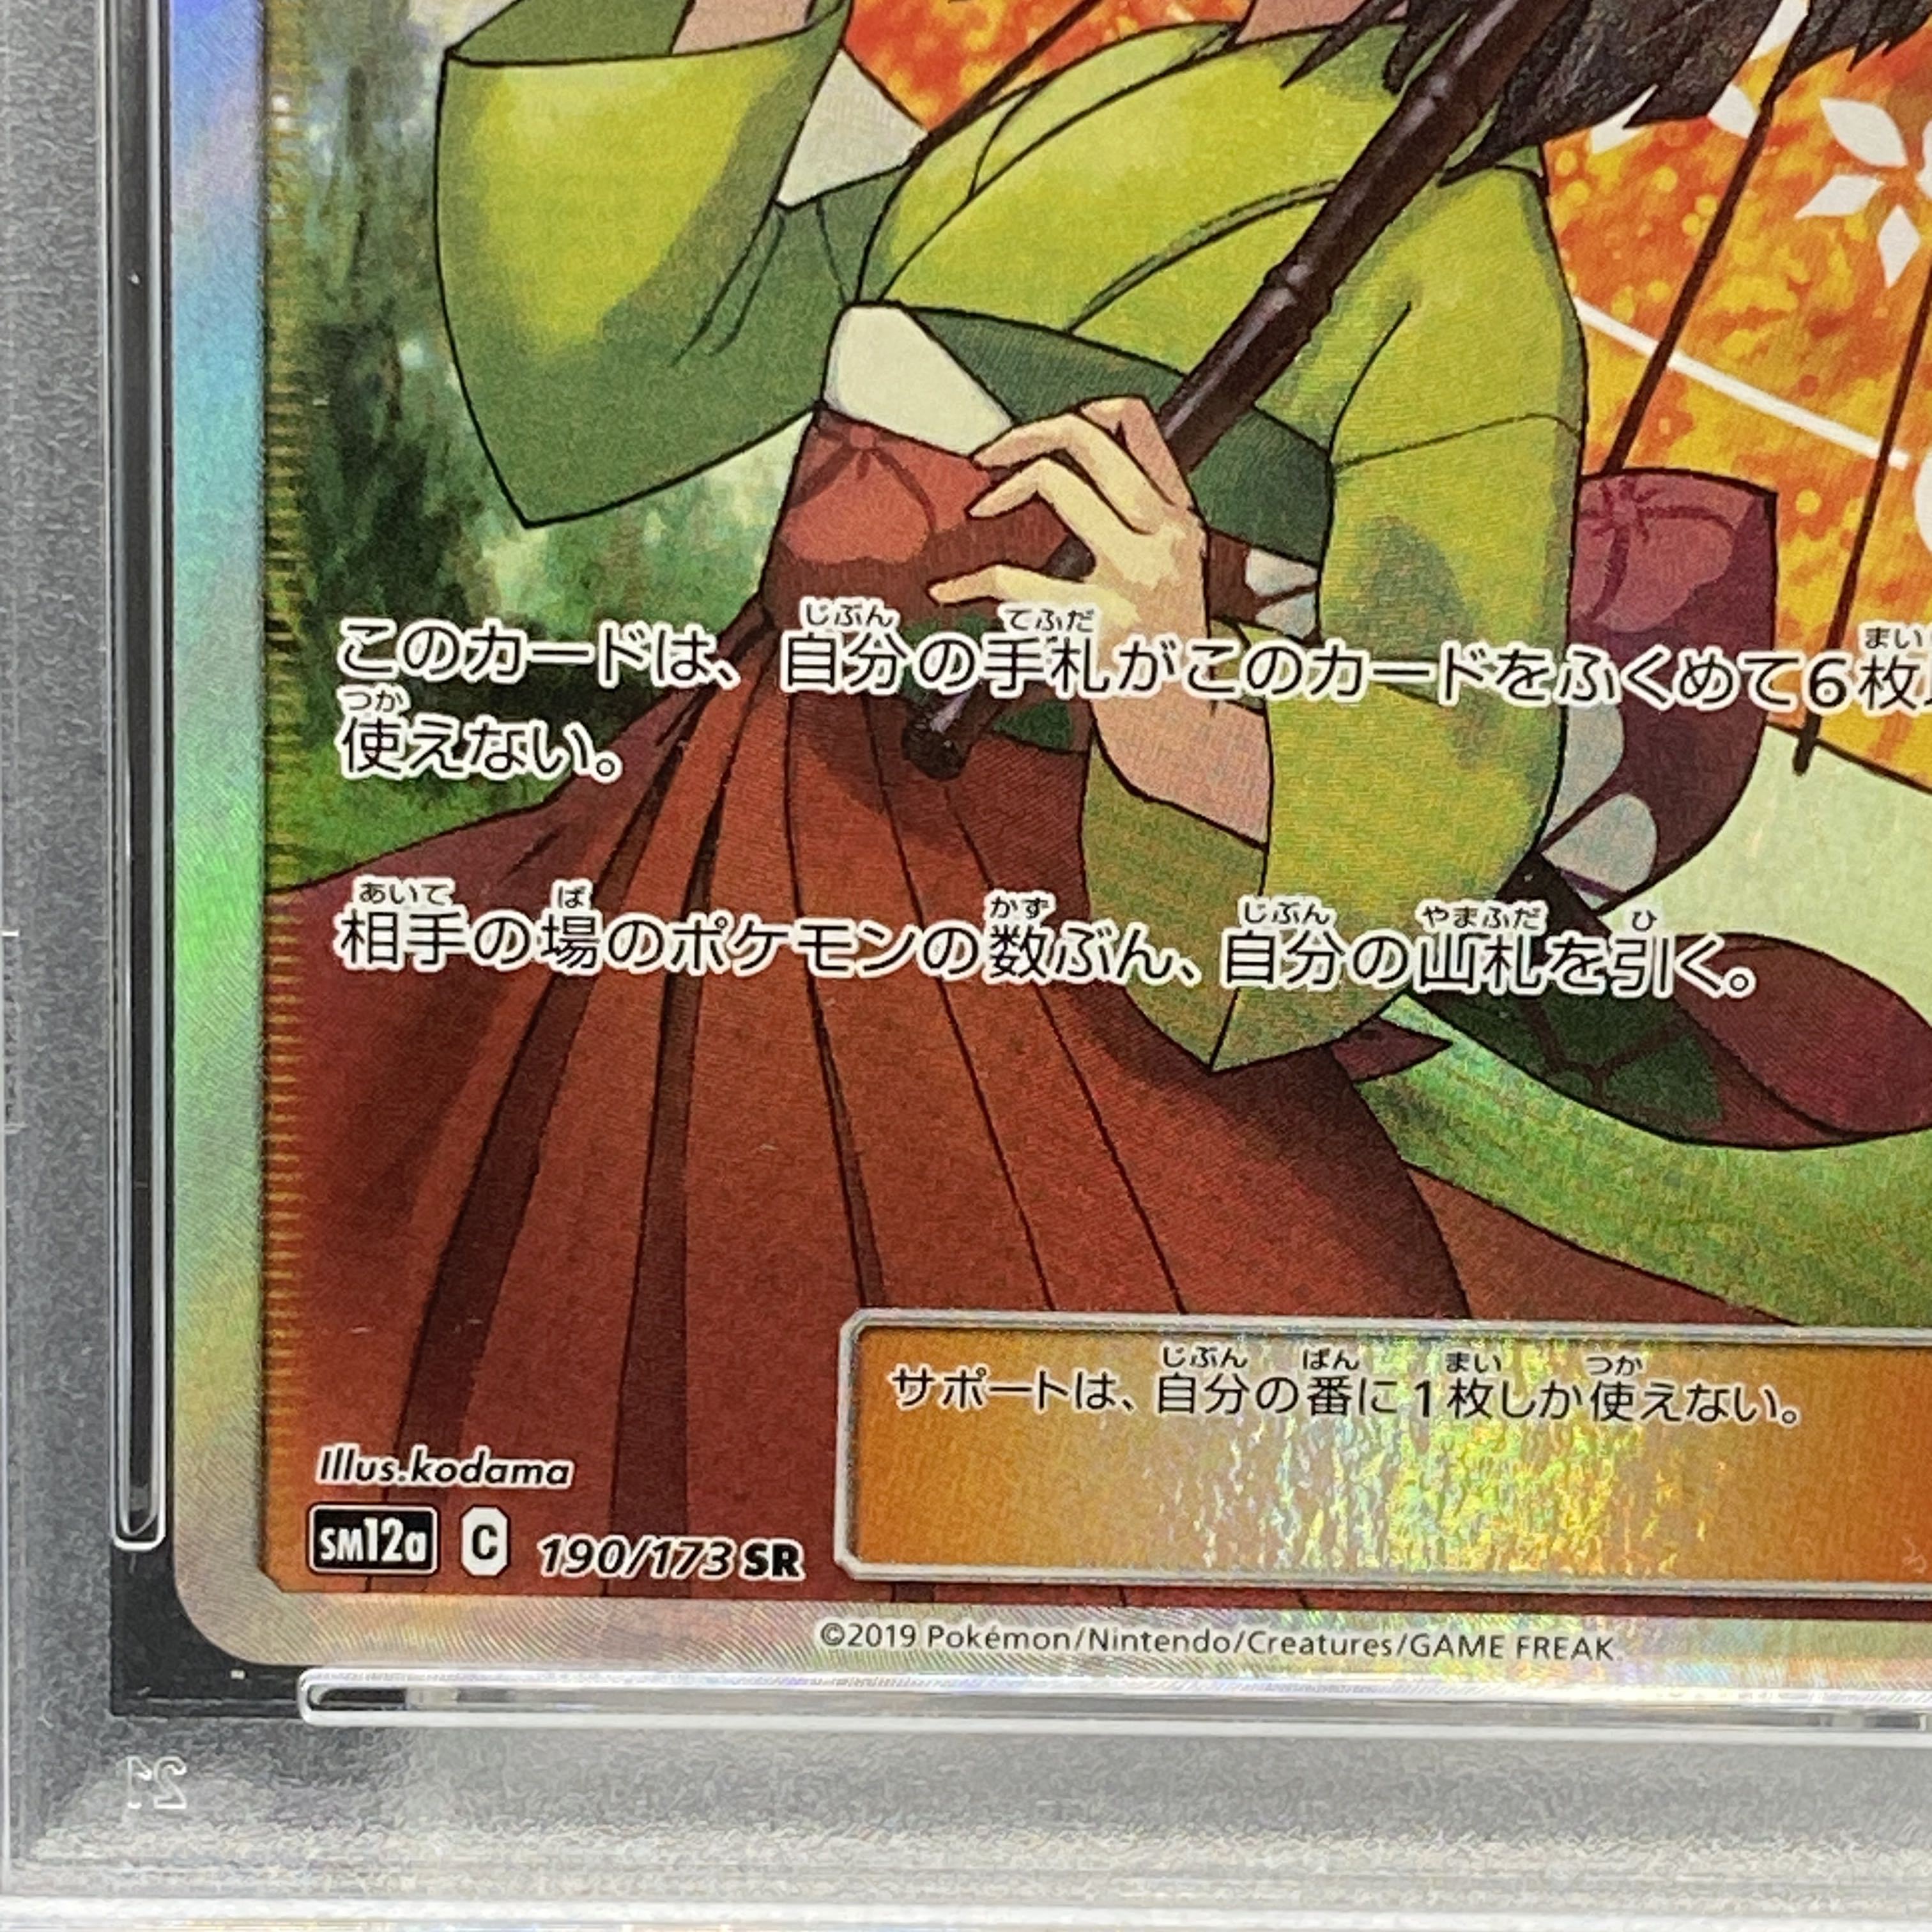 このカードは、自分の手札がこのカードをふくめて6枚
使えない。
相手の場のポケモンの数ぶん、自分の山札を引く。
サポートは、自分の番に1枚しか使えない。
Illus.kodama
SM12a C 190/173 SR
©2019 Pokémon/Nintendo/Creatures/GAME FREAK
21